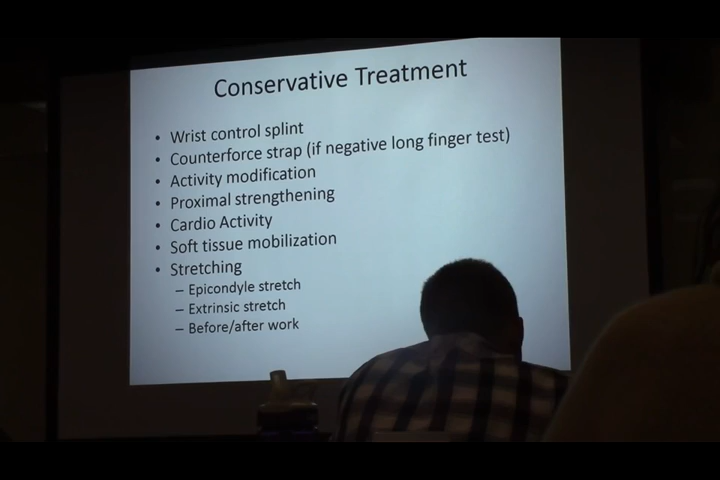 Conservative Treatment
• Wrist control splint
• Counterforce strap (if negative long finger test)
• Activity modification
• Proximal strengthening
• Cardio Activity
• Soft tissue mobilization
• Stretching
– Epicondyle stretch
– Extrinsic stretch
– Before/after work